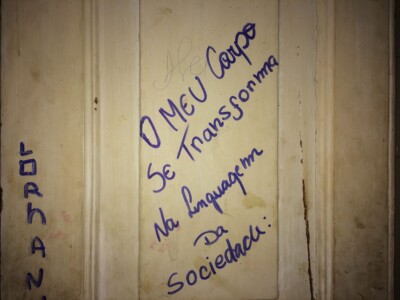 O MEU Corpo
SE Transforma
Na linguagem
Da
Sociedade.